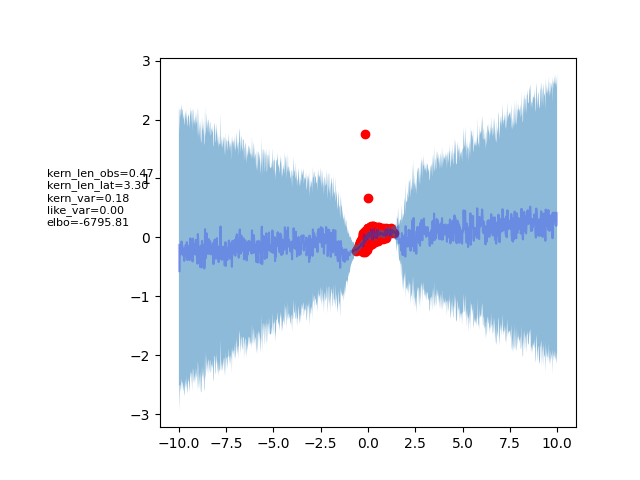 kern_len_obs=0.47
kern_len_lat=3.30
kern_var=0.18
like_var=0.00
elbo=-6795.81
3
2
1
0
−1
−2
−3
−10.0 −7.5 −5.0 −2.5 0.0 2.5 5.0 7.5 10.0